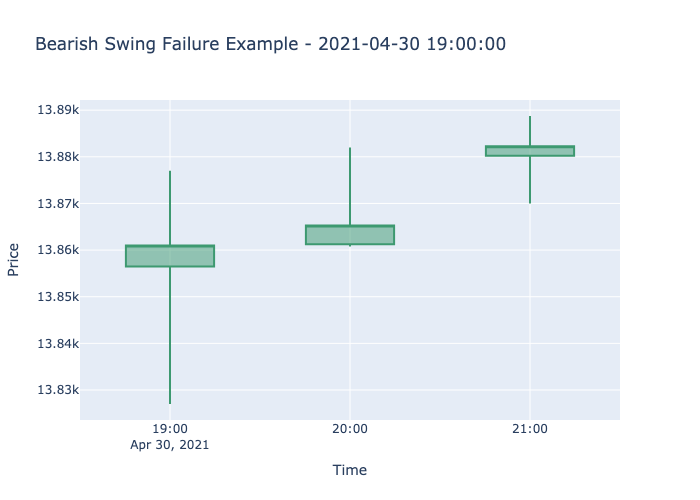 Bearish Swing Failure Example - 2021-04-30 19:00:00
13.89k
13.88k
13.87k
13.86k
13.85k
13.84k
13.83k
Price
19:00
Apr 30, 2021
20:00
21:00
Time